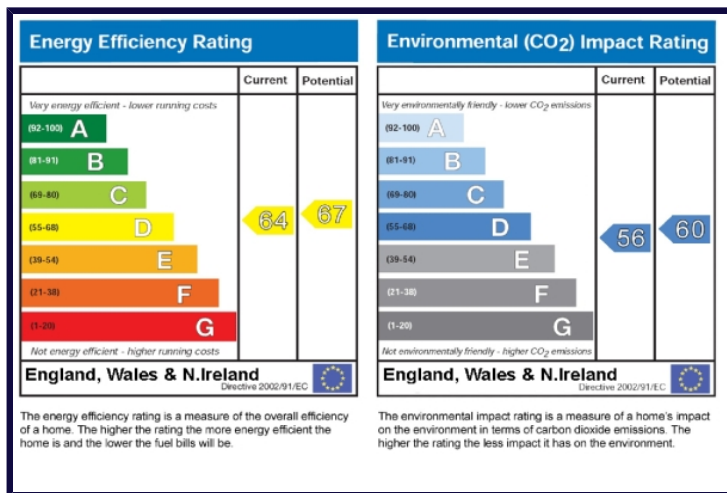 Energy Efficiency Rating
Current Potential
Very energy efficient - lower running costs
(92-100) A
(81-91) B
(69-80) C
(55-68) D
64 67
(39-54) E
(21-38) F
(1-20) G
Not energy efficient - higher running costs
England, Wales & N.Ireland
Directive 2002/91/EC
The energy efficiency rating is a measure of the overall efficiency
of a home. The higher the rating the more energy efficient the
home is and the lower the fuel bills will be.
Environmental (CO2) Impact Rating
Current Potential
Very environmentally friendly - lower CO2 emissions
(92-100) A
(81-91) B
(69-80) C
(55-68) D
56 60
(39-54) E
(21-38) F
(1-20) G
Not environmentally friendly - higher CO2 emissions
England, Wales & N.Ireland
Directive 2002/91/EC
The environmental impact rating is a measure of a home's impact
on the environment in terms of carbon dioxide emissions. The
higher the rating the less impact it has on the environment.